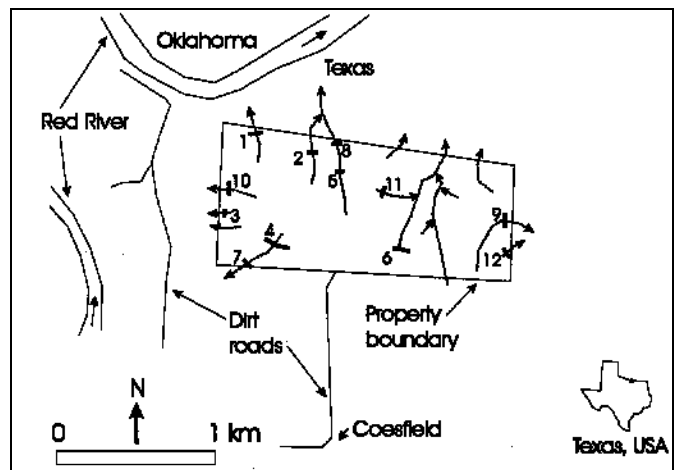 Oklahoma
Texas
Red River
1
2
8
5
10
11
3
9
4
7
6
12
Dirt
roads
Property
boundary
N
0 1 km
Coesfield
Texas, USA